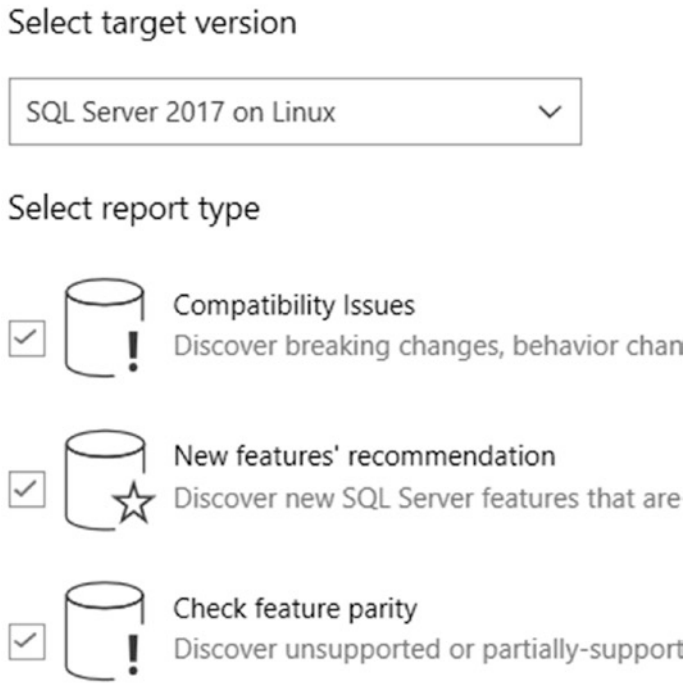 Select target version
SQL Server 2017 on Linux
Select report type
Compatibility Issues
Discover breaking changes, behavior chan
New features' recommendation
Discover new SQL Server features that are
Check feature parity
Discover unsupported or partially-support